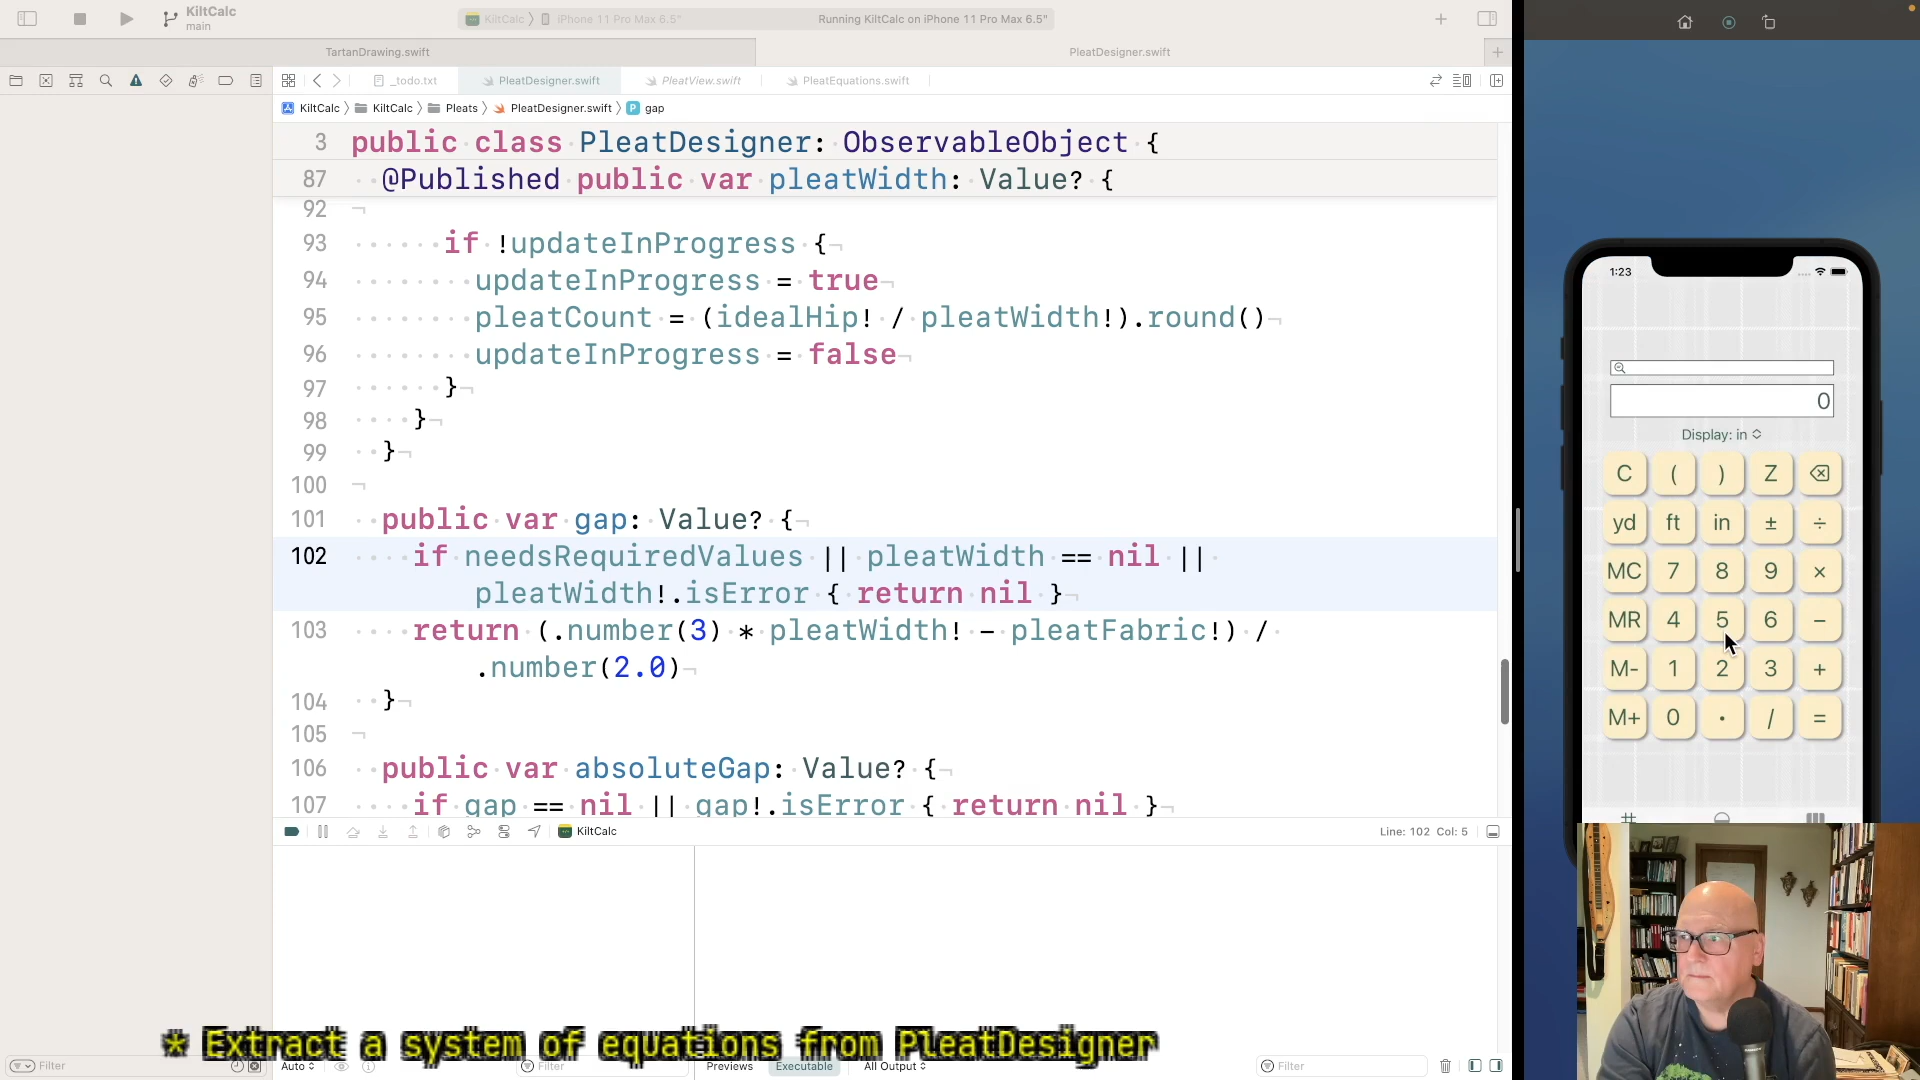 KiltCalc
main
KiltCalc
iPhone 11 Pro Max 6.5"
Running KiltCalc on iPhone 11 Pro Max 6.5"
TartanDrawing.swift
PleatDesigner.swift
_todo.txt
PleatDesigner.swift
PleatView.swift
PleatEquations.swift
KiltCalc
KiltCalc
Pleats
PleatDesigner.swift
gap
3 public class PleatDesigner: ObservableObject {
87 @Published public var pleatWidth: Value? {
92
93 if !updateInProgress {
94 updateInProgress = true
95 pleatCount = (idealHip! / pleatWidth!).round()
96 updateInProgress = false
97 }
98 }
99 }
100
101 public var gap: Value? {
102 if needsRequiredValues || pleatWidth == nil ||
pleatWidth!.isError { return nil }
103 return (.number(3) * pleatWidth! - pleatFabric!) /
.number(2.0)
104 }
105
106 public var absoluteGap: Value? {
107 if gap == nil || gap!.isError { return nil }
KiltCalc
Line: 102 Col: 5
Filter
Auto
Filter
Previews
Executable
All Output
Filter
* Extract a system of equations from PleatDesigner
1:23
0
Display: in
C ( ) Z
yd ft in ± ÷
MC 7 8 9 ×
MR 4 5 6 −
M- 1 2 3 +
M+ 0 . / =